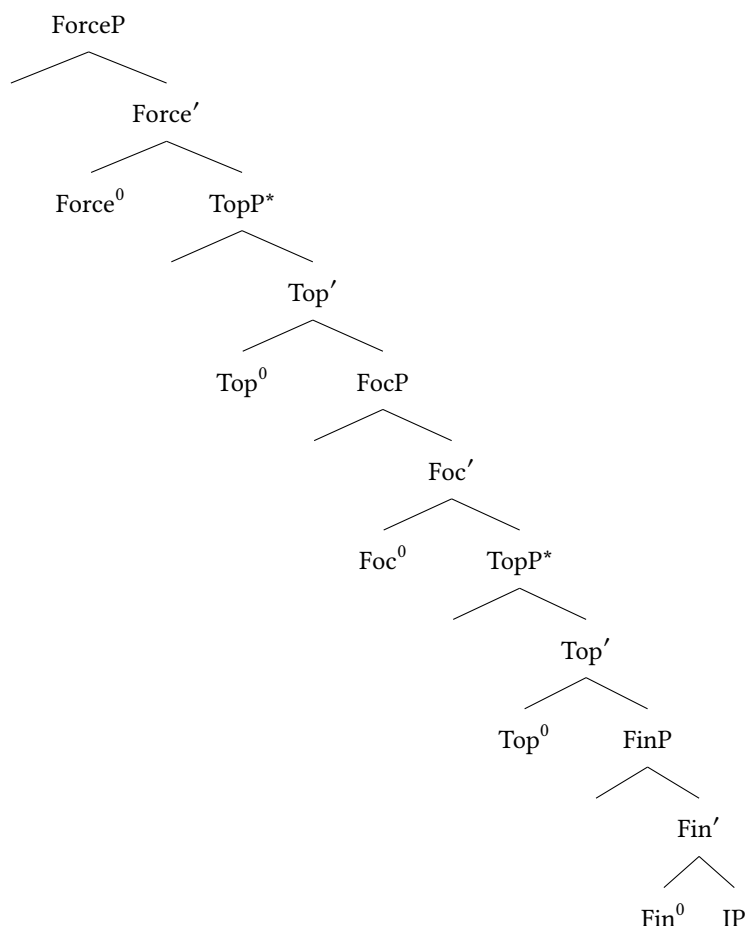 ForceP
Force′
Force⁰ TopP*
Top′
Top⁰ FocP
Foc′
Foc⁰ TopP*
Top′
Top⁰ FinP
Fin′
Fin⁰ IP